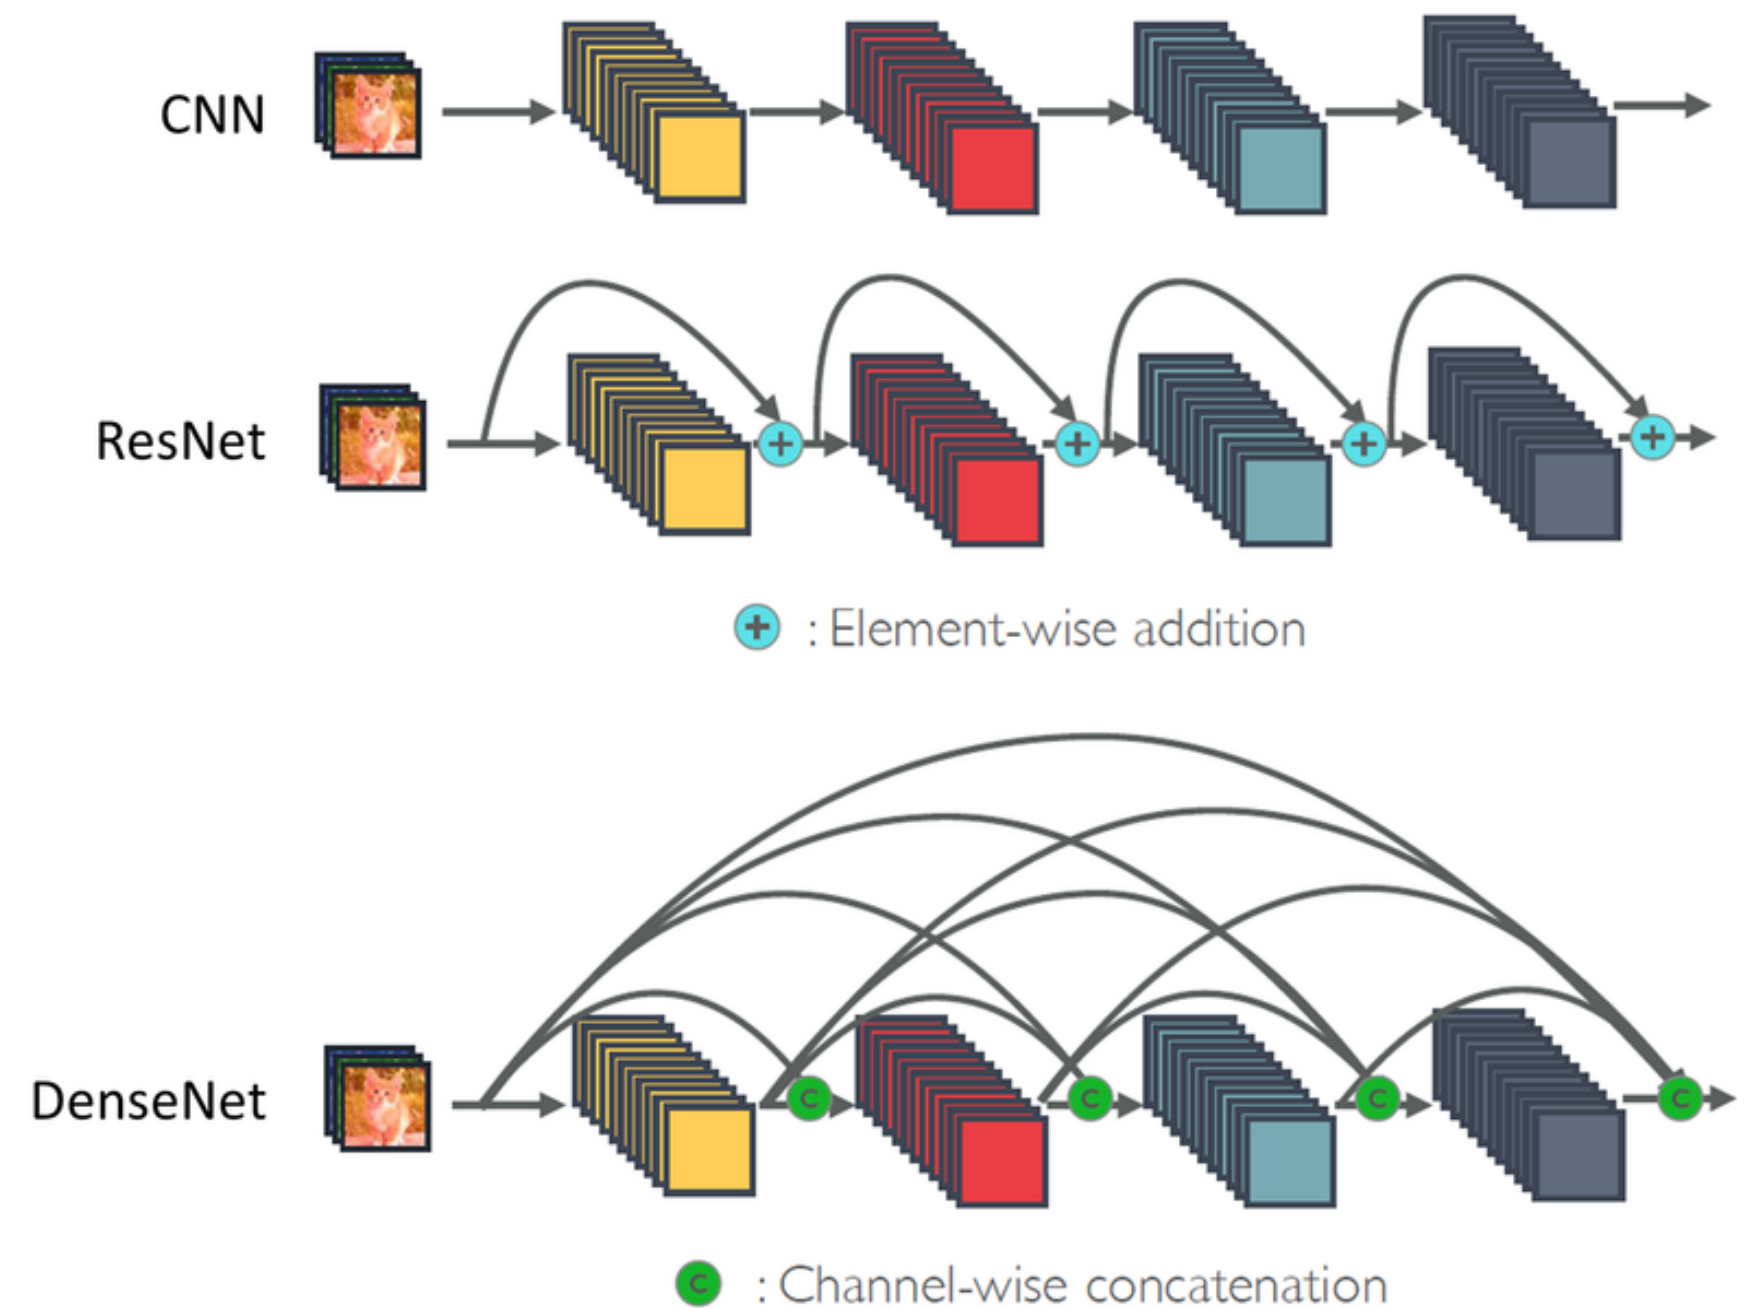 CNN
ResNet
+ : Element-wise addition
DenseNet
C C C C
C : Channel-wise concatenation